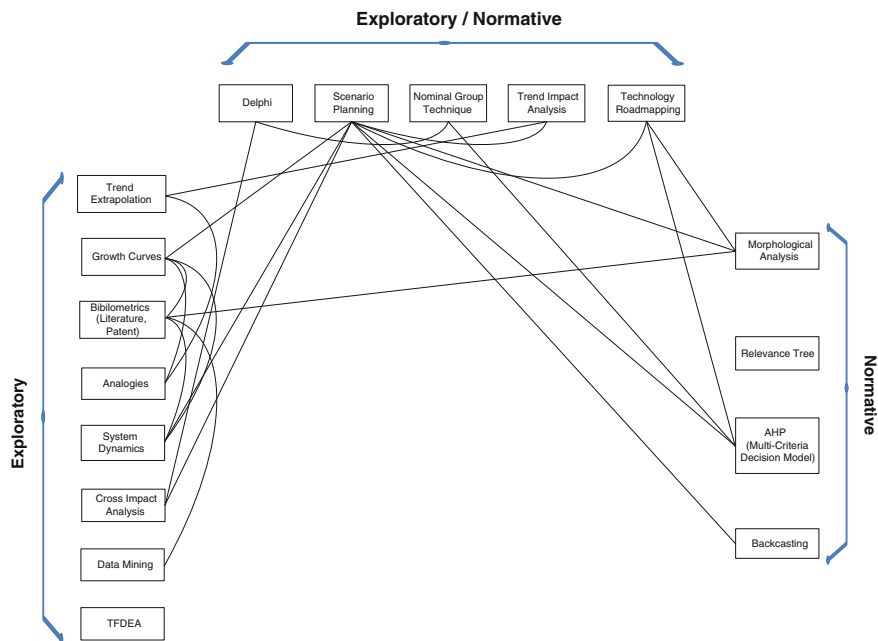 Exploratory / Normative
Delphi
Scenario
Planning
Nominal Group
Technique
Trend Impact
Analysis
Technology
Roadmapping
Exploratory
Trend
Extrapolation
Growth Curves
Bibilometrics
(Literature,
Patent)
Analogies
System
Dynamics
Cross Impact
Analysis
Data Mining
TFDEA
Normative
Morphological
Analysis
Relevance Tree
AHP
(Multi-Criteria
Decision Model)
Backcasting